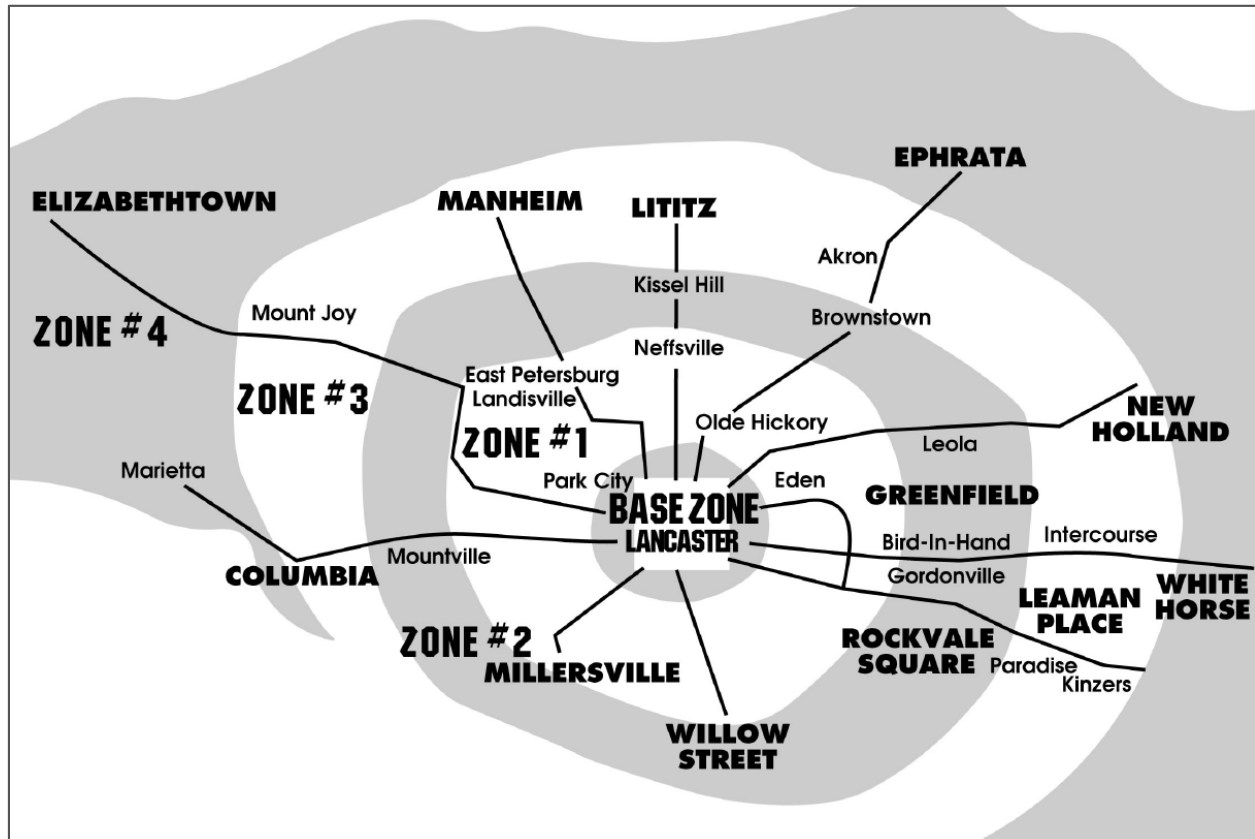 EPHRATA
ELIZABETHTOWN
MANHEIM
LITITZ
Akron
Kissel Hill
Mount Joy
Brownstown
ZONE #4
Neffsville
East Petersburg
Landisville
ZONE #3
Olde Hickory
NEW
HOLLAND
ZONE #1
Leola
Marietta
Park City
Eden
GREENFIELD
BASE ZONE
LANCASTER
Bird-In-Hand
Intercourse
Mountville
COLUMBIA
Gordonville
WHITE
HORSE
LEAMAN
PLACE
ZONE #2
MILLERSVILLE
ROCKVALE
SQUARE
Paradise
Kinzers
WILLOW
STREET